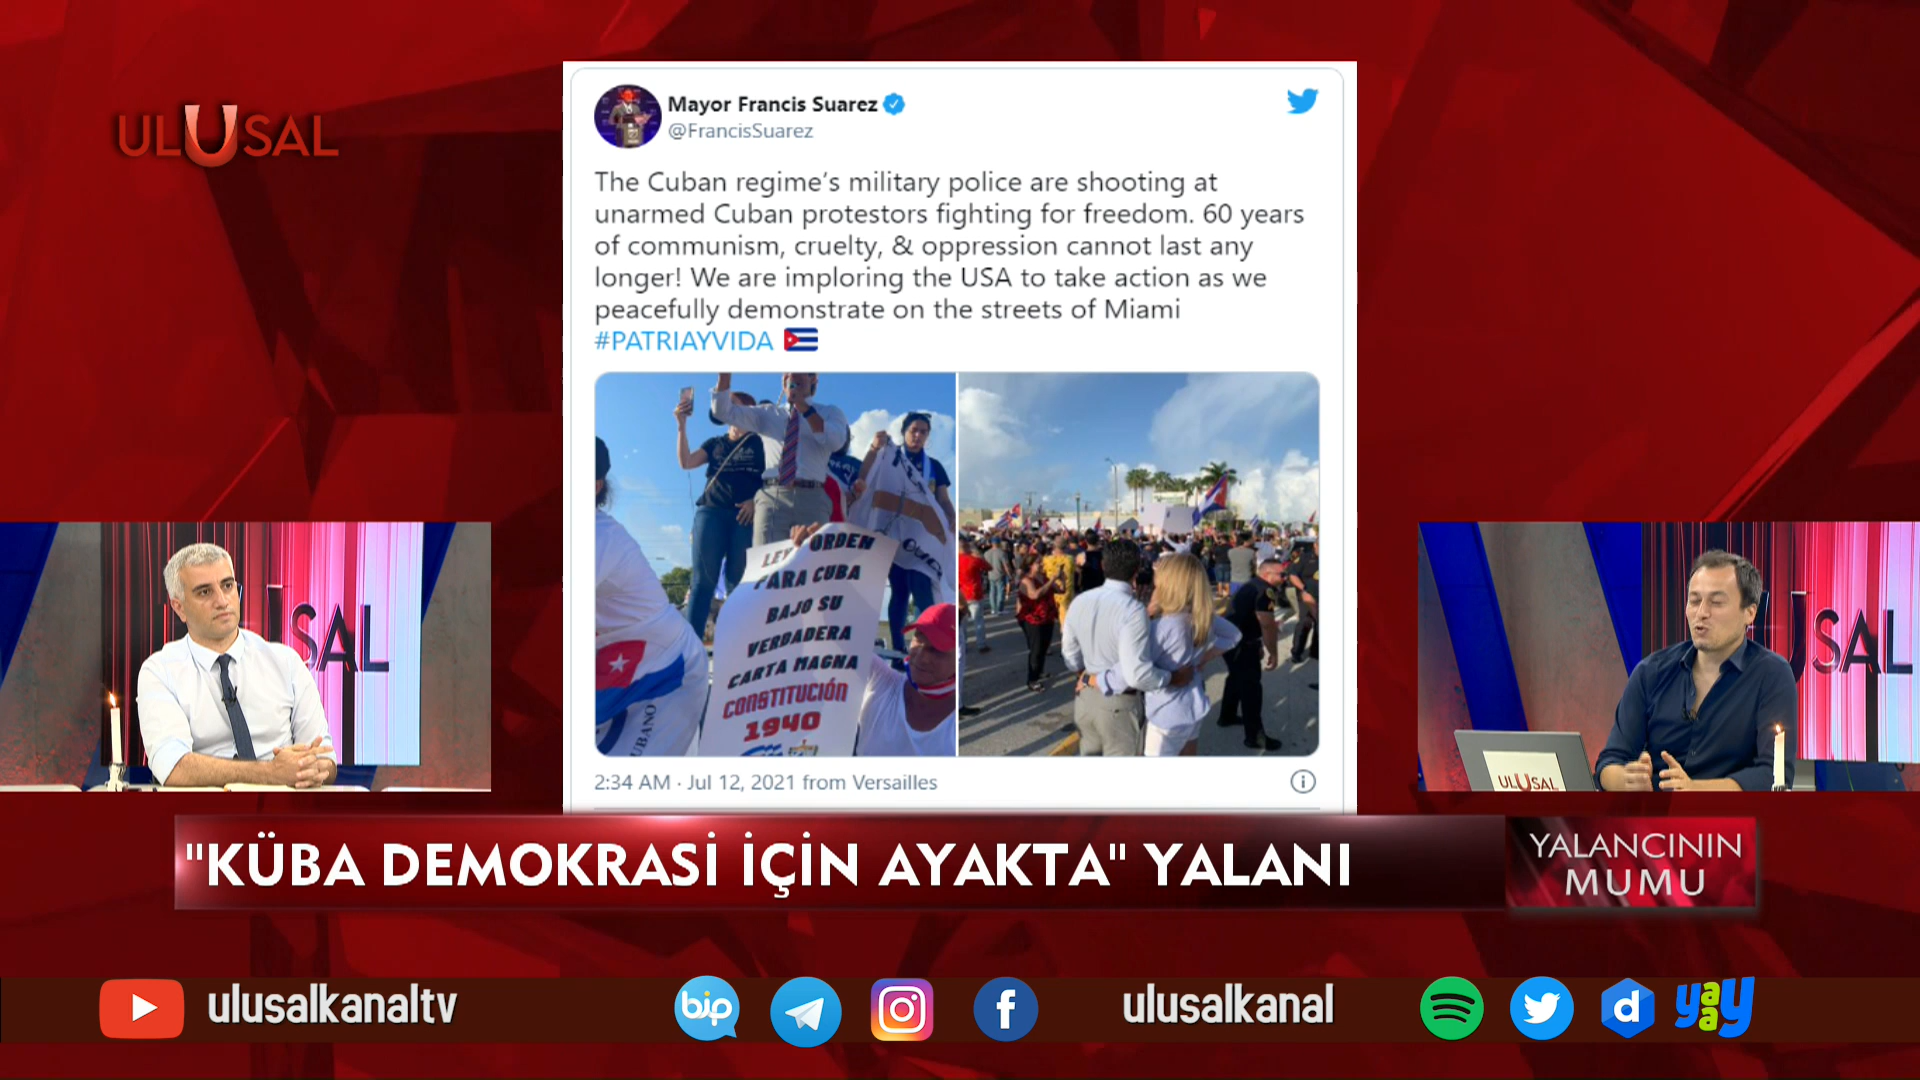 ULUSAL
Mayor Francis Suarez
@FrancisSuarez
The Cuban regime's military police are shooting at
unarmed Cuban protestors fighting for freedom. 60 years
of communism, cruelty, & oppression cannot last any
longer! We are imploring the USA to take action as we
peacefully demonstrate on the streets of Miami
#PATRIAYVIDA
LEY ORDEN
PARA CUBA
BAJO SU
VERDADERA
CARTA MAGNA
CONSTITUCIÓN
1940
UBANO
2:34 AM · Jul 12, 2021 from Versailles
USAL
USAL
ULUSAL
"KÜBA DEMOKRASİ İÇİN AYAKTA" YALANI
YALANCININ
MUMU
ulusalkanaltv
bip
f
ulusalkanal
d
yaay